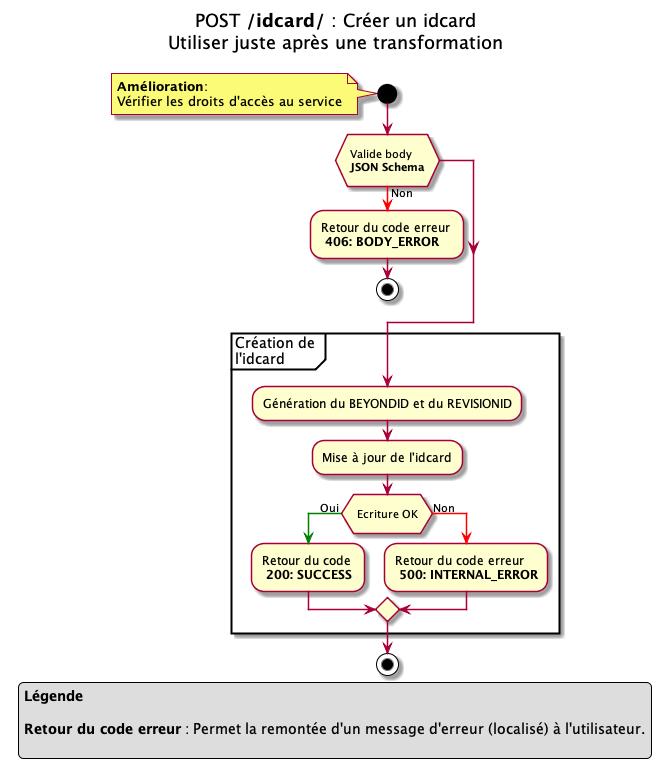 POST /idcard/ : Créer un idcard
Utiliser juste après une transformation
Amélioration:
Vérifier les droits d'accès au service
Valide body
JSON Schema
Non
Retour du code erreur
406: BODY_ERROR
Création de
l'idcard
Génération du BEYONDID et du REVISIONID
Mise à jour de l'idcard
Oui
Ecriture OK
Non
Retour du code
200: SUCCESS
Retour du code erreur
500: INTERNAL_ERROR
Légende
Retour du code erreur : Permet la remontée d'un message d'erreur (localisé) à l'utilisateur.